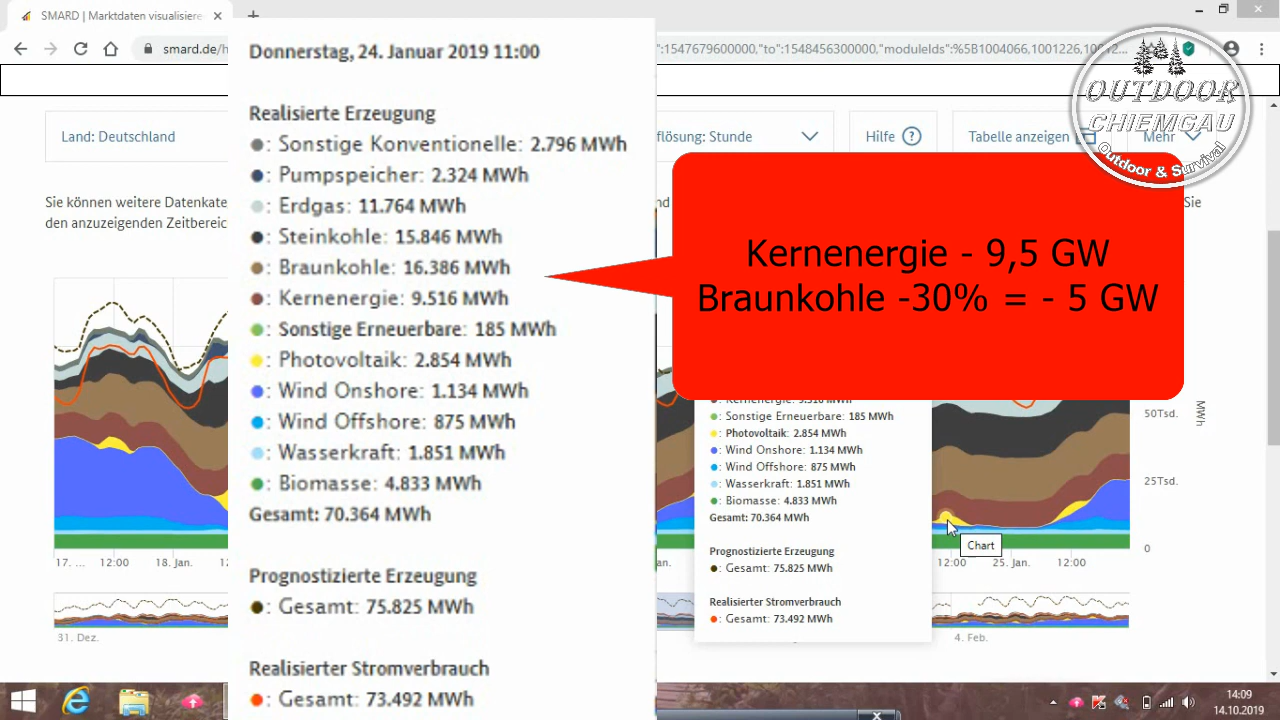 SMARD | Marktdaten visualisiere
smard.de/h
":1547679600000,"to":1548456300000,"moduleIds":%5B1004066,1001226,10
OUTDOOR
CHIEMGAU
Outdoor & Survival
Land: Deutschland
flösung: Stunde
Hilfe ?
Tabelle anzeigen
Mehr
Sie können weitere Datenkate
den anzuzeigenden Zeitbereic
nd
Sie
Donnerstag, 24. Januar 2019 11:00
Realisierte Erzeugung
: Sonstige Konventionelle: 2.796 MWh
: Pumpspeicher: 2.324 MWh
: Erdgas: 11.764 MWh
: Steinkohle: 15.846 MWh
: Braunkohle: 16.386 MWh
: Kernenergie: 9.516 MWh
: Sonstige Erneuerbare: 185 MWh
: Photovoltaik: 2.854 MWh
: Wind Onshore: 1.134 MWh
: Wind Offshore: 875 MWh
: Wasserkraft: 1.851 MWh
: Biomasse: 4.833 MWh
Gesamt: 70.364 MWh
Prognostizierte Erzeugung
: Gesamt: 75.825 MWh
Realisierter Stromverbrauch
: Gesamt: 73.492 MWh
Kernenergie - 9,5 GW
Braunkohle -30% = - 5 GW
: Sonstige Erneuerbare: 185 MWh
: Photovoltaik: 2.854 MWh
: Wind Onshore: 1.134 MWh
: Wind Offshore: 875 MWh
: Wasserkraft: 1.851 MWh
: Biomasse: 4.833 MWh
Gesamt: 70.364 MWh
Prognostizierte Erzeugung
: Gesamt: 75.825 MWh
Realisierter Stromverbrauch
: Gesamt: 73.492 MWh
50Tsd.
25Tsd.
0
MWh
Chart
17. ... 12:00 18. Jan. 12
an. 12:00 25. Jan. 12:00
31. Dez. 4. Feb.
14:09
14.10.2019